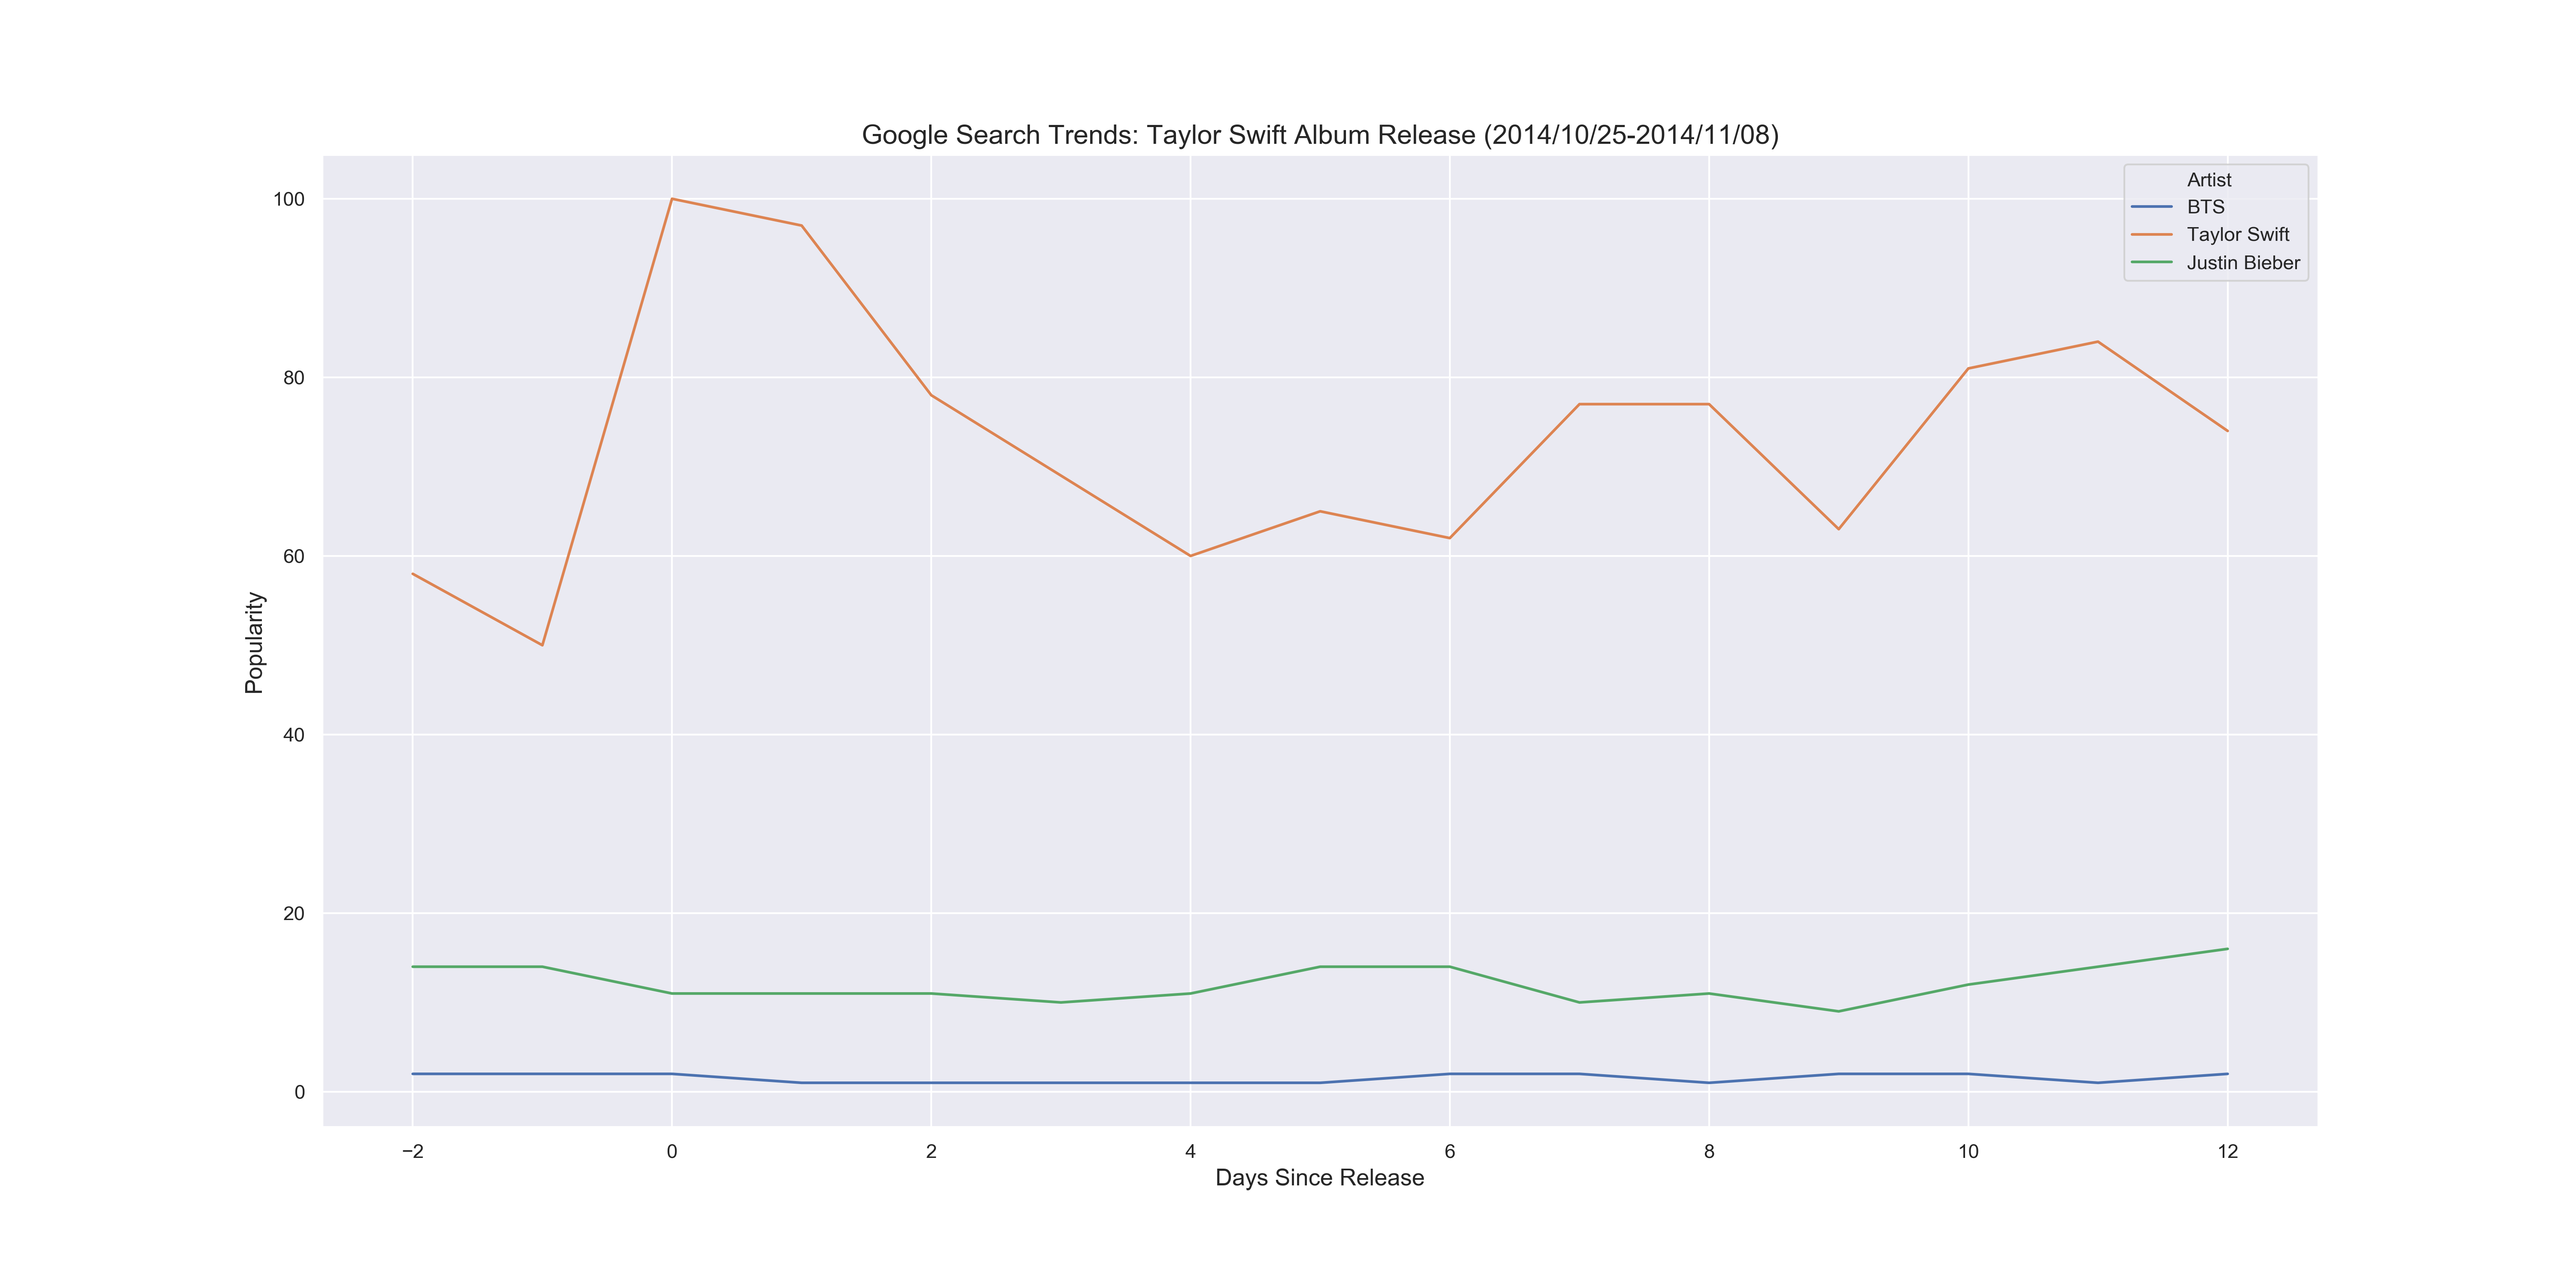 Google Search Trends: Taylor Swift Album Release (2014/10/25-2014/11/08)
Artist
BTS
Taylor Swift
Justin Bieber
Popularity
100
80
60
40
20
0
−2 0 2 4 6 8 10 12
Days Since Release